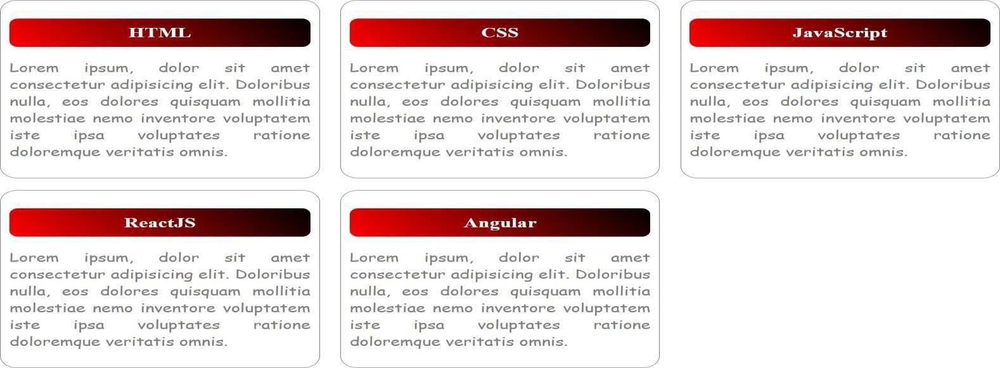 HTML
Lorem ipsum, dolor sit amet
consectetur adipisicing elit. Doloribus
nulla, eos dolores quisquam mollitia
molestiae nemo inventore voluptatem
iste ipsa voluptates ratione
doloremque veritatis omnis.
CSS
Lorem ipsum, dolor sit amet
consectetur adipisicing elit. Doloribus
nulla, eos dolores quisquam mollitia
molestiae nemo inventore voluptatem
iste ipsa voluptates ratione
doloremque veritatis omnis.
JavaScript
Lorem ipsum, dolor sit amet
consectetur adipisicing elit. Doloribus
nulla, eos dolores quisquam mollitia
molestiae nemo inventore voluptatem
iste ipsa voluptates ratione
doloremque veritatis omnis.
ReactJS
Lorem ipsum, dolor sit amet
consectetur adipisicing elit. Doloribus
nulla, eos dolores quisquam mollitia
molestiae nemo inventore voluptatem
iste ipsa voluptates ratione
doloremque veritatis omnis.
Angular
Lorem ipsum, dolor sit amet
consectetur adipisicing elit. Doloribus
nulla, eos dolores quisquam mollitia
molestiae nemo inventore voluptatem
iste ipsa voluptates ratione
doloremque veritatis omnis.